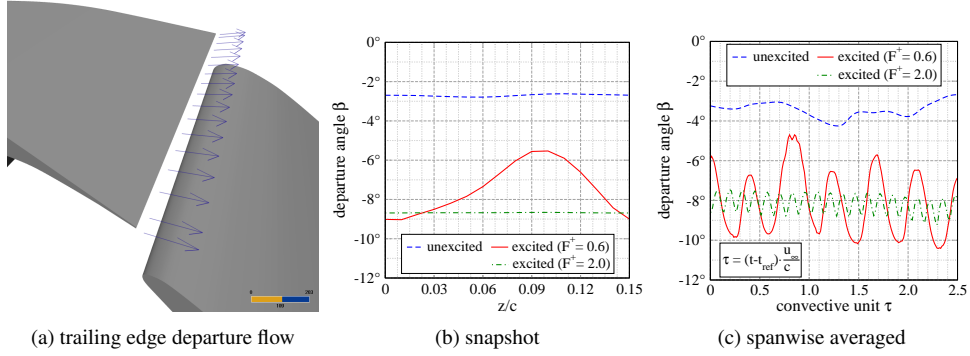 0°
-2°
-4°
-6°
-8°
-10°
-12°
departure angle β
unexcited
excited (F⁺= 0.6)
excited (F⁺= 2.0)
0
0.03
0.06
0.09
0.12
0.15
z/c
0°
-2°
-4°
-6°
-8°
-10°
-12°
departure angle β
unexcited
excited (F⁺= 0.6)
excited (F⁺= 2.0)
τ = (t-t_ref)·u_∞/c
0
0.5
1.0
1.5
2.0
2.5
convective unit τ
(a) trailing edge departure flow
(b) snapshot
(c) spanwise averaged